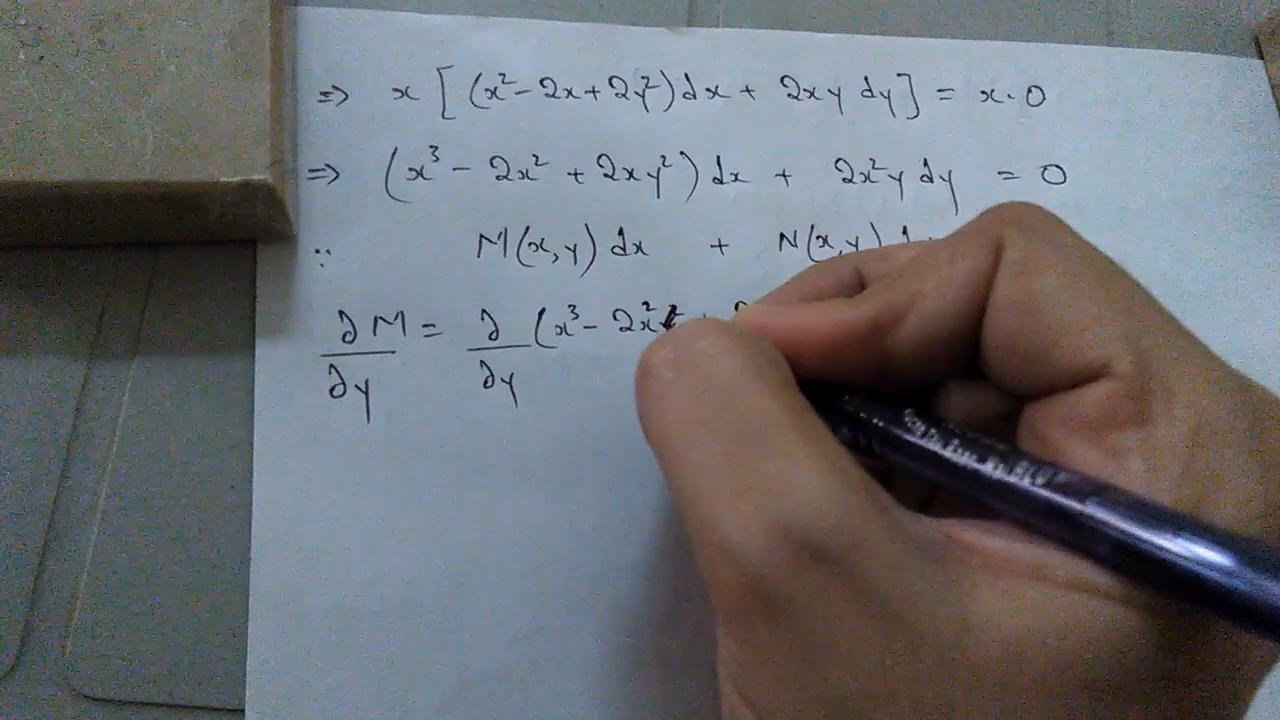 ⇒ x [(x² - 2x + 2y²) dx + 2xy dy] = x · 0
⇒ (x³ - 2x² + 2xy²) dx + 2x²y dy = 0
∵ M(x, y) dx + N(x, y)
∂M/∂y = ∂/∂y (x³ - 2x² +